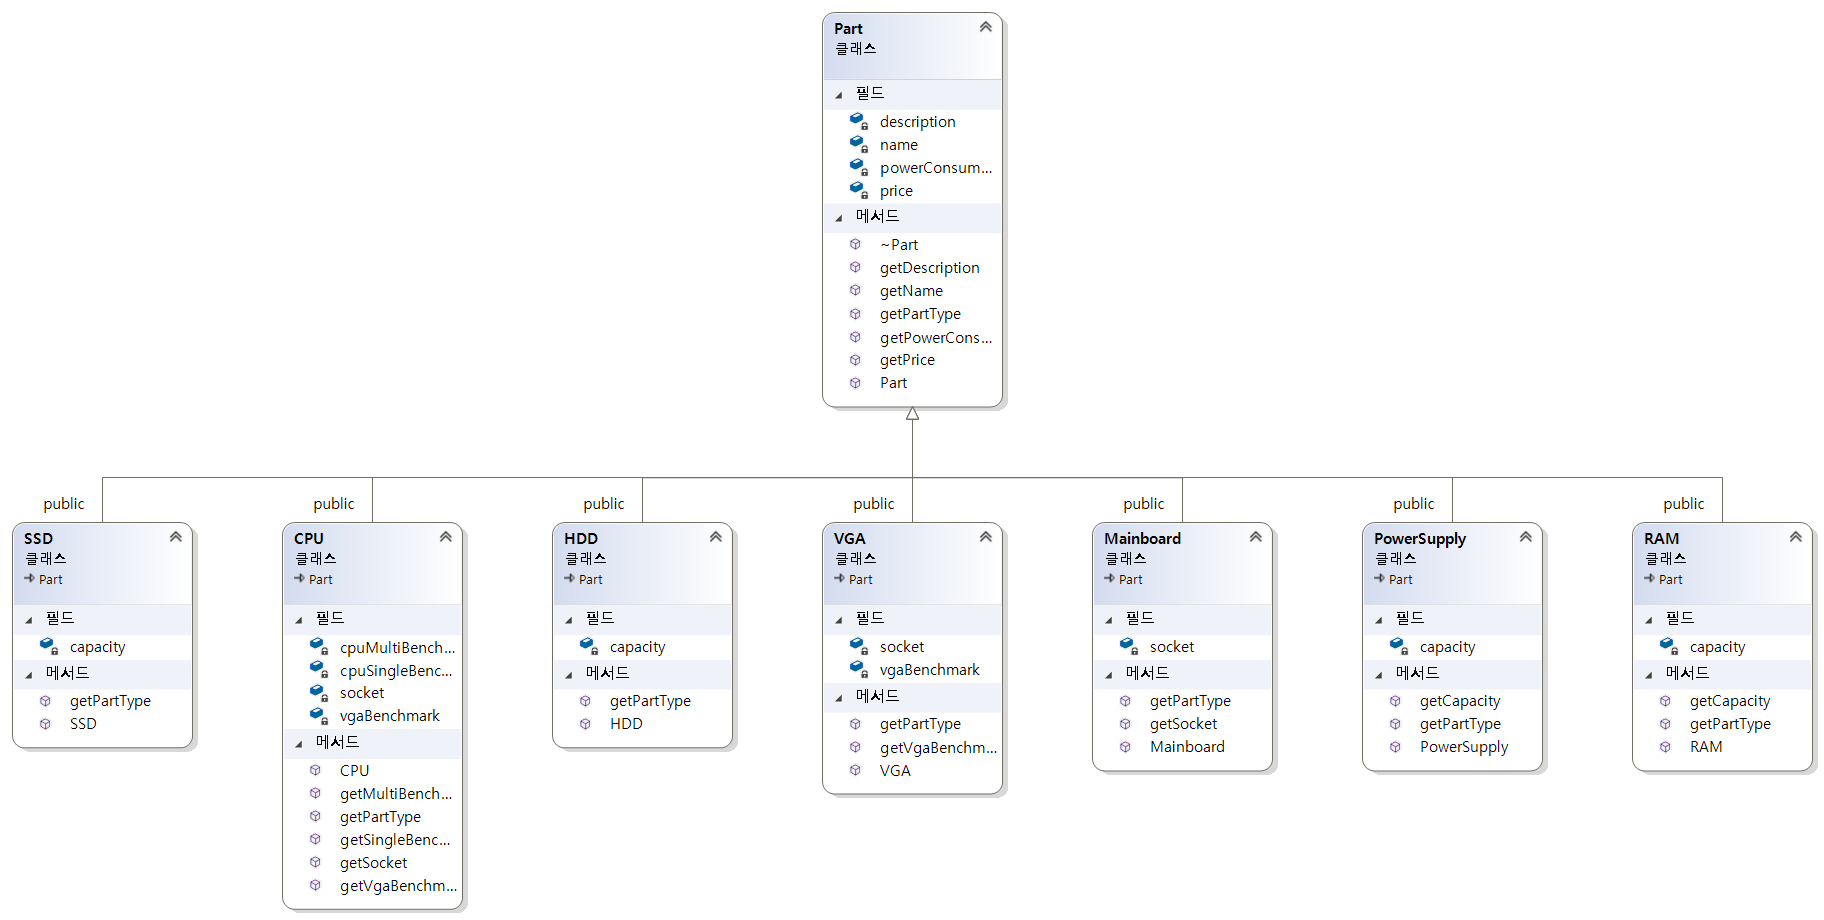 Part
클래스
필드
description
name
powerConsum...
price
메서드
~Part
getDescription
getName
getPartType
getPowerCons...
getPrice
Part
public
SSD
클래스
Part
필드
capacity
메서드
getPartType
SSD
public
CPU
클래스
Part
필드
cpuMultiBench...
cpuSingleBenc...
socket
vgaBenchmark
메서드
CPU
getMultiBench...
getPartType
getSingleBenc...
getSocket
getVgaBenchm...
public
HDD
클래스
Part
필드
capacity
메서드
getPartType
HDD
public
VGA
클래스
Part
필드
socket
vgaBenchmark
메서드
getPartType
getVgaBenchm...
VGA
public
Mainboard
클래스
Part
필드
socket
메서드
getPartType
getSocket
Mainboard
public
PowerSupply
클래스
Part
필드
capacity
메서드
getCapacity
getPartType
PowerSupply
public
RAM
클래스
Part
필드
capacity
메서드
getCapacity
getPartType
RAM